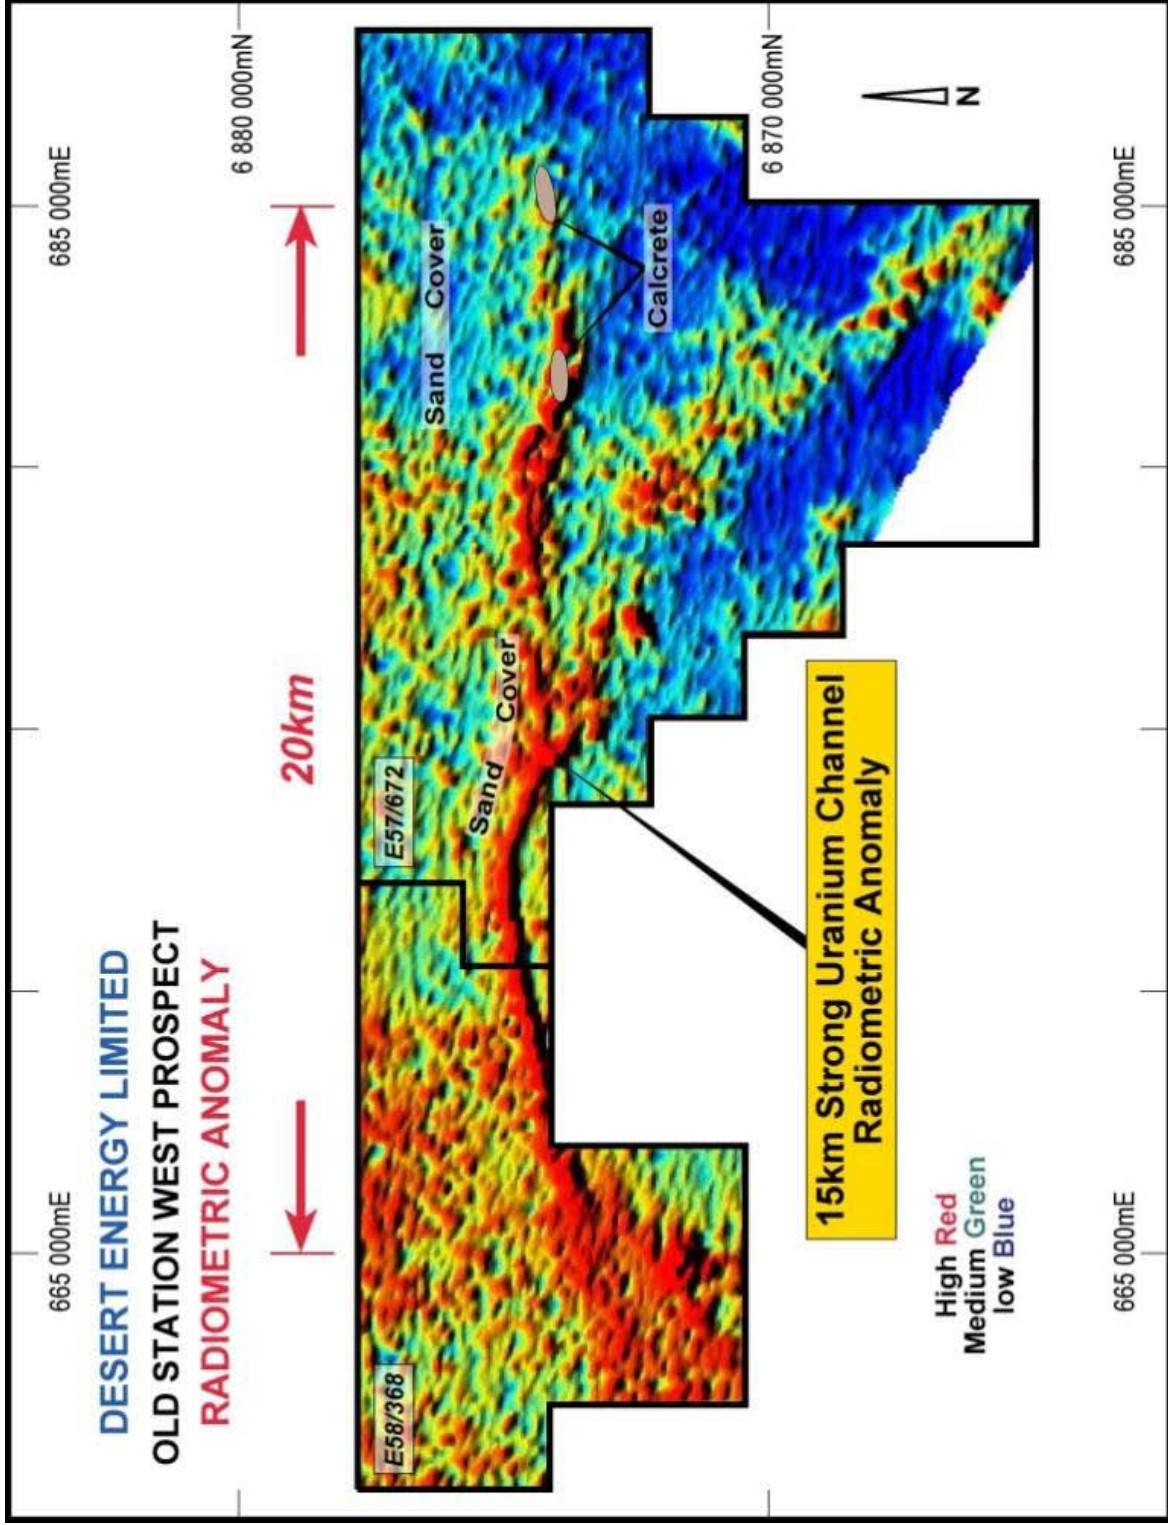 DESERT ENERGY LIMITED
OLD STATION WEST PROSPECT
RADIOMETRIC ANOMALY
665 000mE
685 000mE
20km
6 880 000mN
E58/368
E57/672
Sand Cover
Sand Cover
Calcrete
6 870 000mN
N
15km Strong Uranium Channel
Radiometric Anomaly
High Red
Medium Green
low Blue
665 000mE
685 000mE